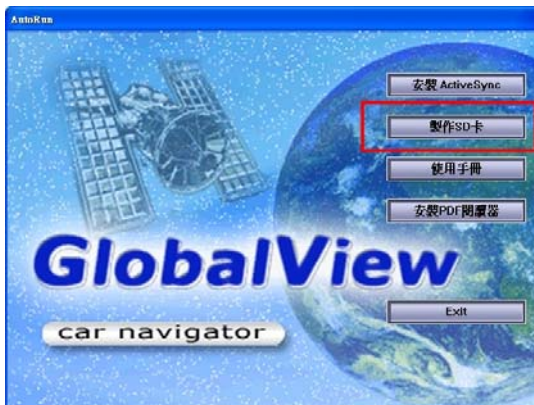 AutoRun
安裝 ActiveSync
製作SD卡
使用手冊
安裝PDF閱讀器
GlobalView
car navigator
Exit